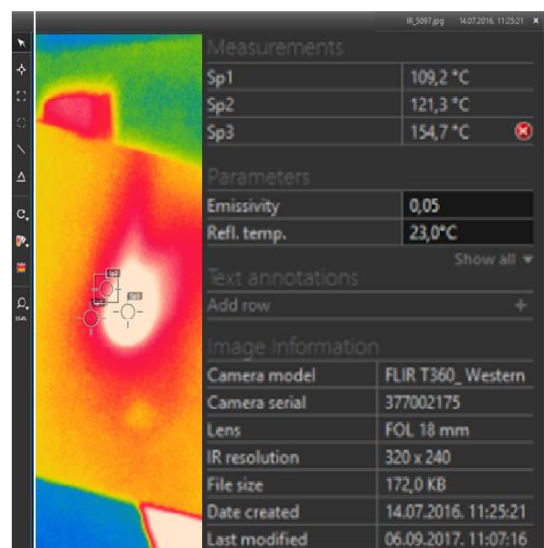 IR_5097.jpg 14.07.2016. 11:25:21
Measurements
Sp1 109,2 °C
Sp2 121,3 °C
Sp3 154,7 °C
Parameters
Emissivity 0,05
Refl. temp. 23,0°C
Show all
Text annotations
Add row +
Image Information
Camera model FLIR T360_ Western
Camera serial 377002175
Lens FOL 18 mm
IR resolution 320 x 240
File size 172,0 KB
Date created 14.07.2016. 11:25:21
Last modified 06.09.2017. 11:07:16